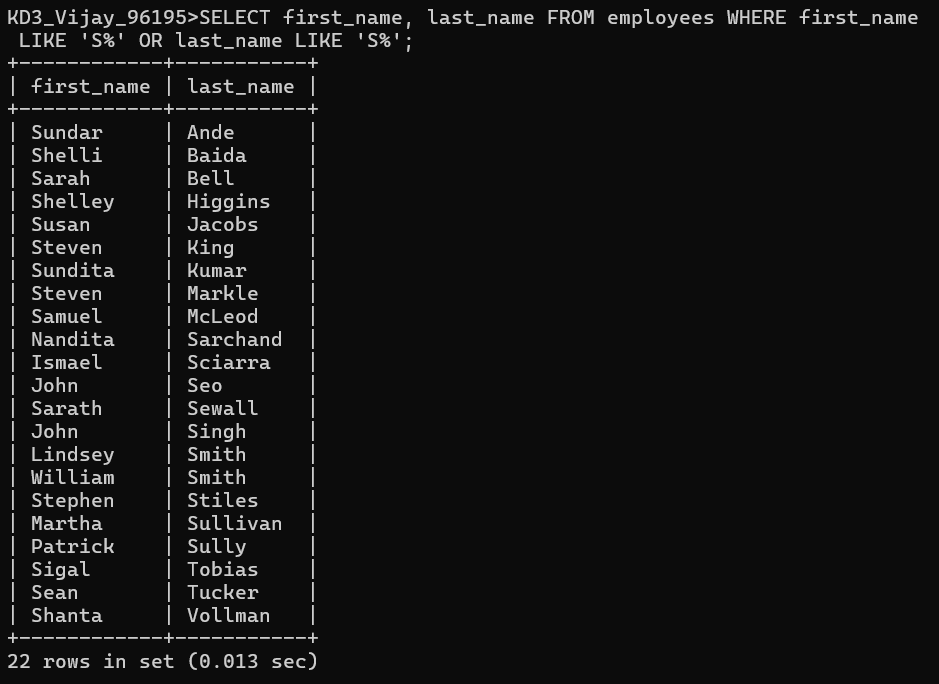 KD3_Vijay_96195>SELECT first_name, last_name FROM employees WHERE first_name
 LIKE 'S%' OR last_name LIKE 'S%';
+------------+-----------+
| first_name | last_name |
+------------+-----------+
| Sundar     | Ande      |
| Shelli     | Baida     |
| Sarah      | Bell      |
| Shelley    | Higgins   |
| Susan      | Jacobs    |
| Steven     | King      |
| Sundita    | Kumar     |
| Steven     | Markle    |
| Samuel     | McLeod    |
| Nandita    | Sarchand  |
| Ismael     | Sciarra   |
| John       | Seo       |
| Sarath     | Sewall    |
| John       | Singh     |
| Lindsey    | Smith     |
| William    | Smith     |
| Stephen    | Stiles    |
| Martha     | Sullivan  |
| Patrick    | Sully     |
| Sigal      | Tobias    |
| Sean       | Tucker    |
| Shanta     | Vollman   |
+------------+-----------+
22 rows in set (0.013 sec)